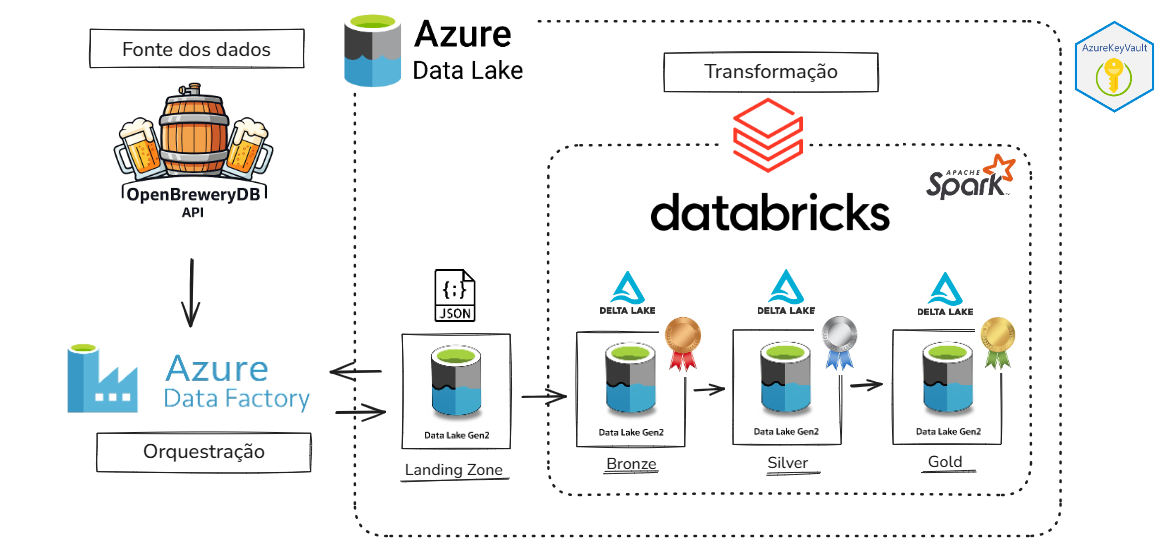 Fonte dos dados
OpenBreweryDB
API
Azure
Data Factory
Orquestração
Azure
Data Lake
Transformação
AzureKeyVault
databricks
APACHE
Spark
TM
{;}
JSON
Data Lake Gen2
Landing Zone
DELTA LAKE
Data Lake Gen2
Bronze
DELTA LAKE
Data Lake Gen2
Silver
DELTA LAKE
Data Lake Gen2
Gold